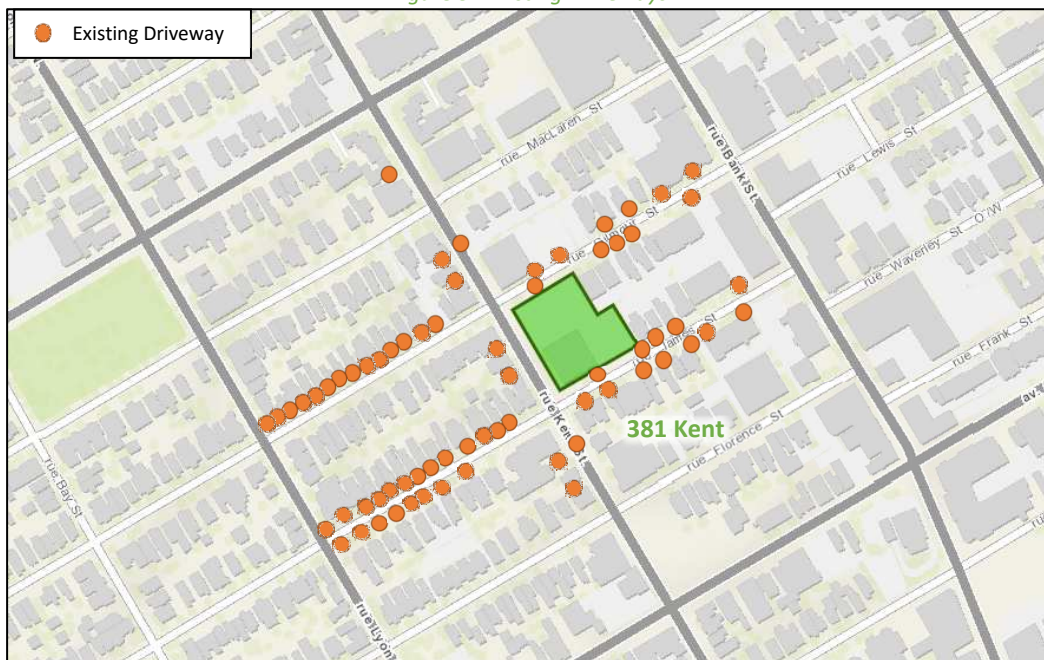 Existing Driveway
rue MacLaren St
rue Bank St
rue Lewis St
rue Gilmour St
rue Waverley St O/W
rue James St
rue Frank St
rue Kent St
381 Kent
rue Florence St
rue Bay St
rue Lyon